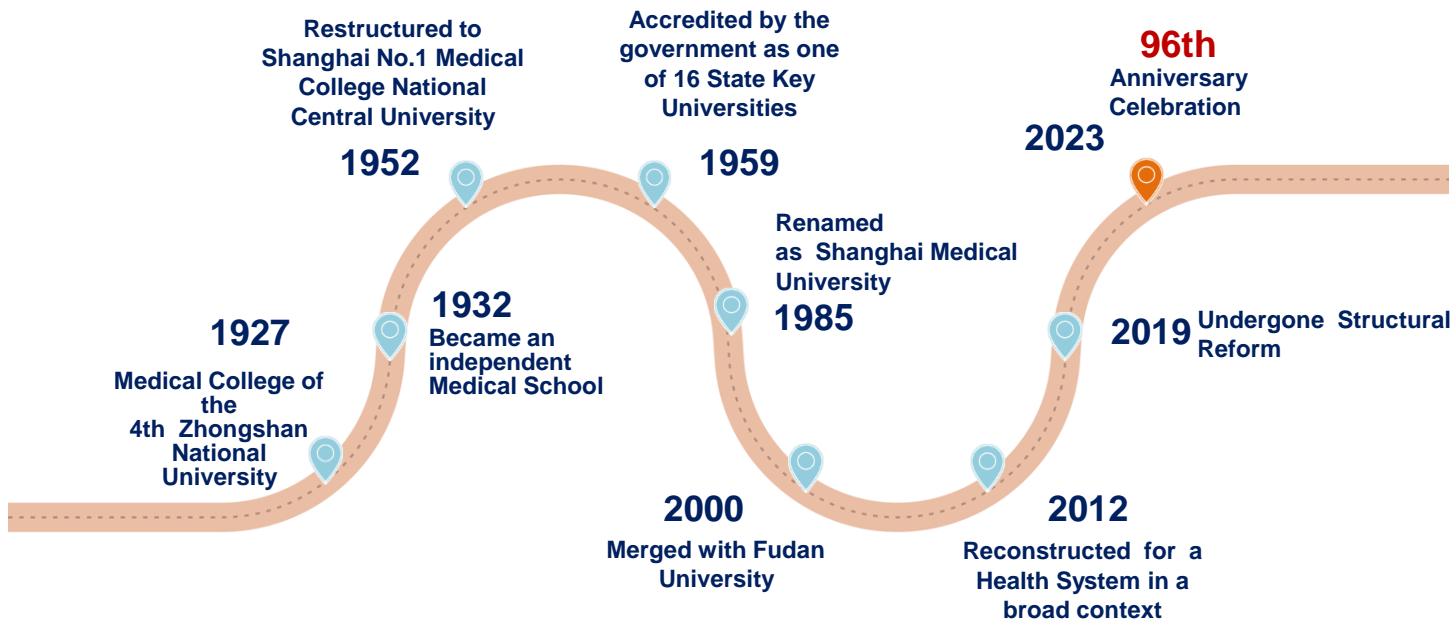 1927
Medical College of
the
4th Zhongshan
National
University
1932
Became an
independent
Medical School
Restructured to
Shanghai No.1 Medical
College National
Central University
1952
Accredited by the
government as one
of 16 State Key
Universities
1959
Renamed
as Shanghai Medical
University
1985
2000
Merged with Fudan
University
2012
Reconstructed for a
Health System in a
broad context
2019
Undergone Structural
Reform
96th
Anniversary
Celebration
2023